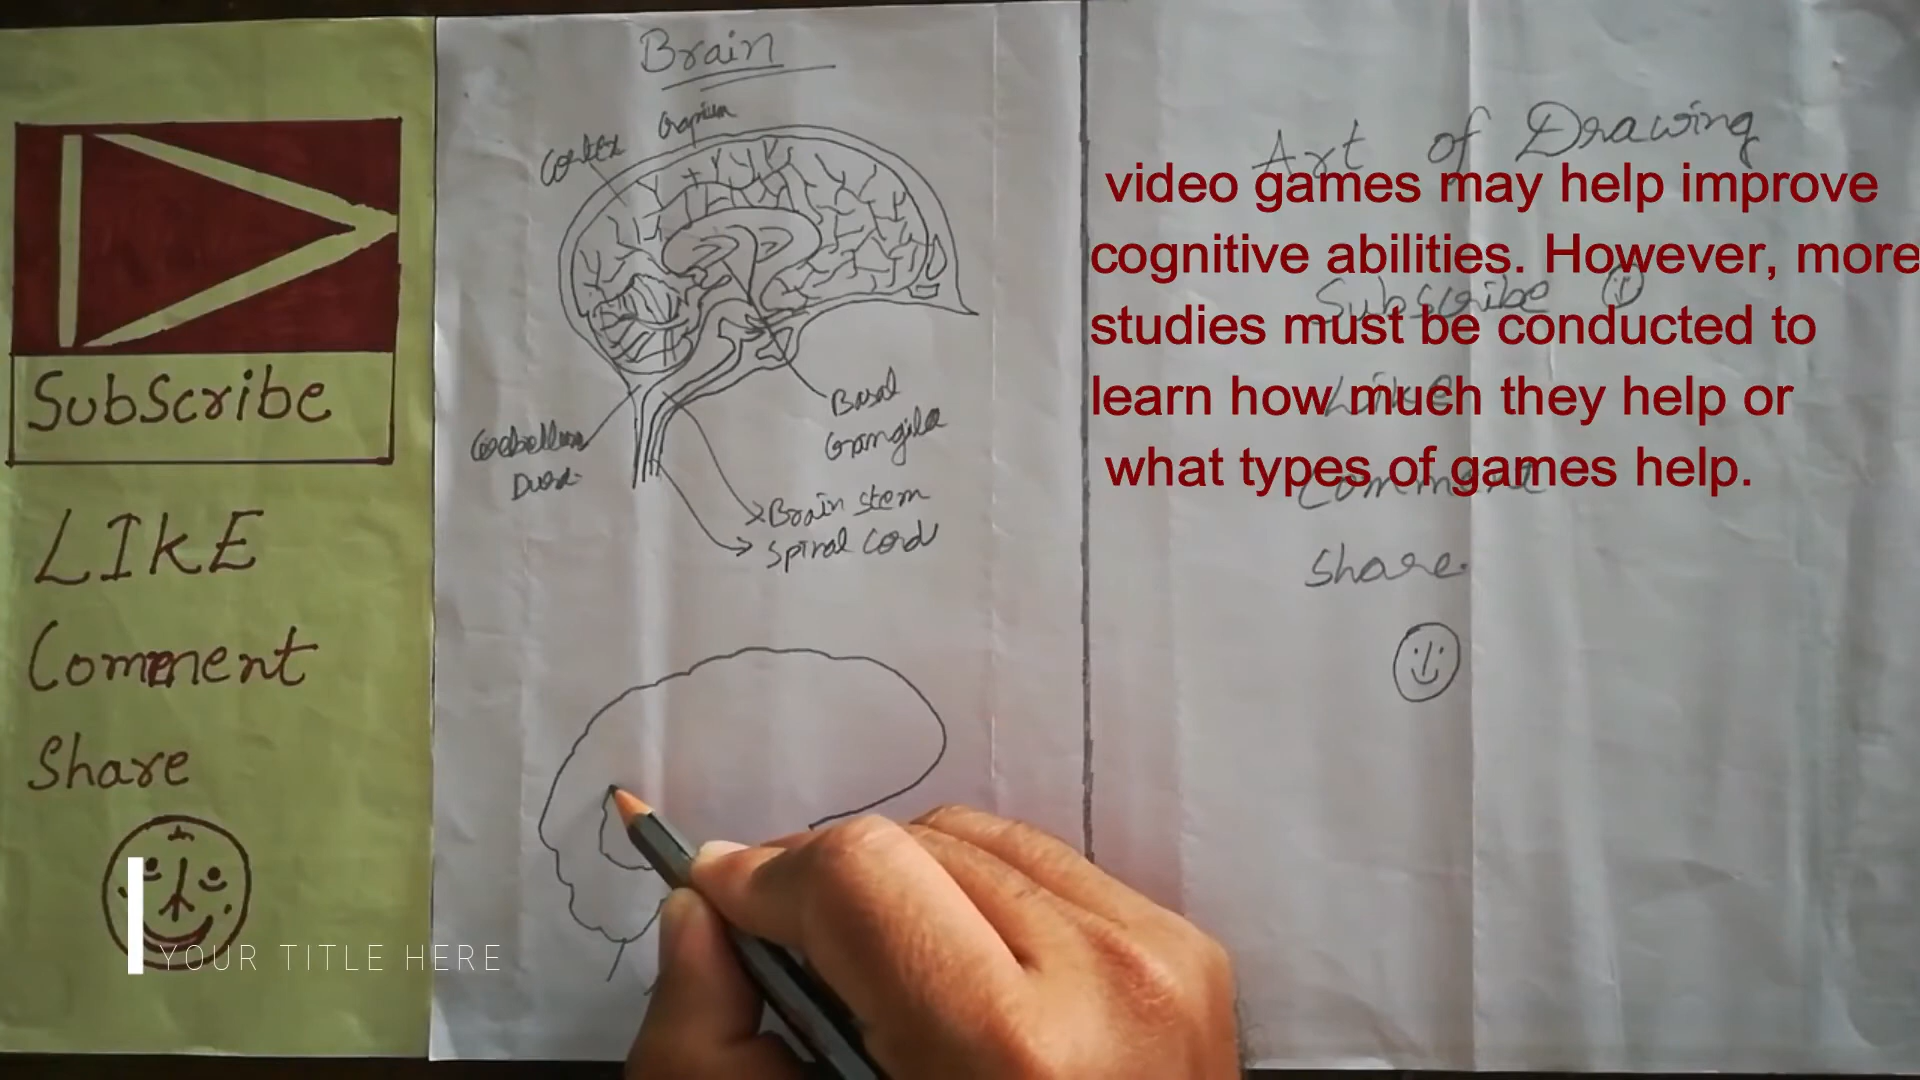 Subscribe
LIKE
Comment
Share
YOUR TITLE HERE
Brain
Cranium
Cortex
Basal
Gangila
Brain stem
Spinal Cord
Art of Drawing
Subscribe
Like
Comment
Share.
video games may help improve
cognitive abilities. However, more
studies must be conducted to
learn how much they help or
what types of games help.